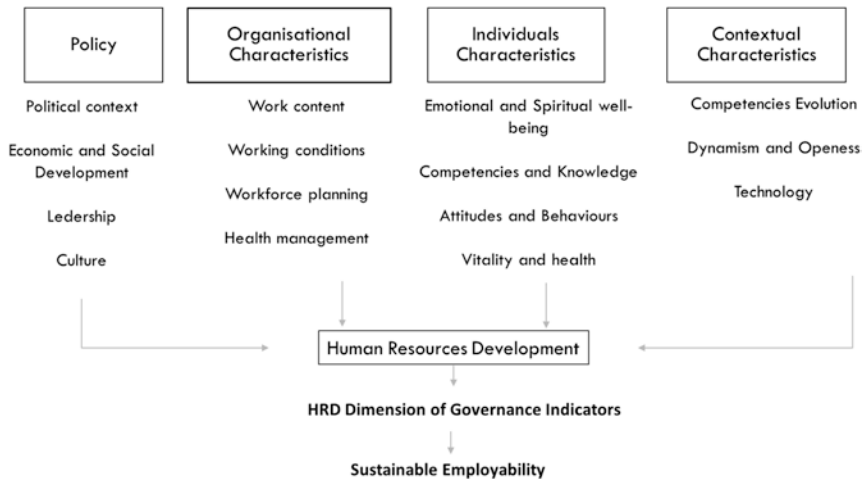 Policy
Organisational
Characteristics
Individuals
Characteristics
Contextual
Characteristics
Political context
Economic and Social
Development
Ledership
Culture
Work content
Working conditions
Workforce planning
Health management
Emotional and Spiritual well-
being
Competencies and Knowledge
Attitudes and Behaviours
Vitality and health
Competencies Evolution
Dynamism and Openess
Technology
Human Resources Development
HRD Dimension of Governance Indicators
Sustainable Employability